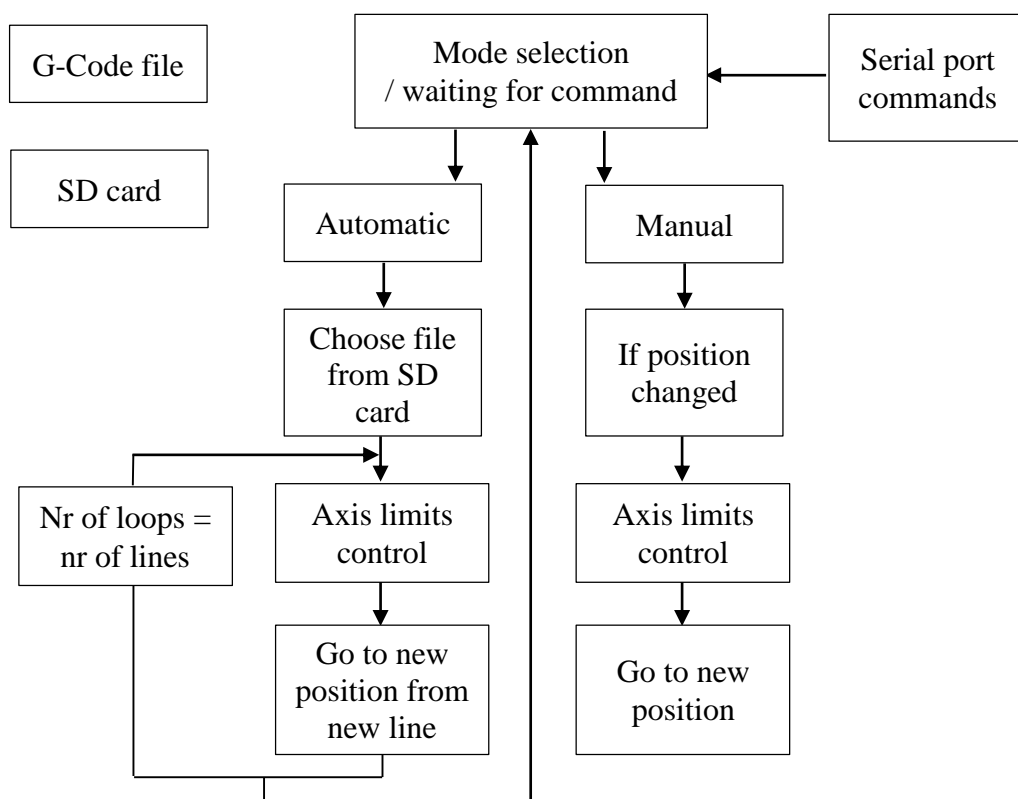 G-Code file
Mode selection
/ waiting for command
Serial port
commands
SD card
Automatic
Manual
Choose file
from SD
card
If position
changed
Nr of loops =
nr of lines
Axis limits
control
Axis limits
control
Go to new
position from
new line
Go to new
position